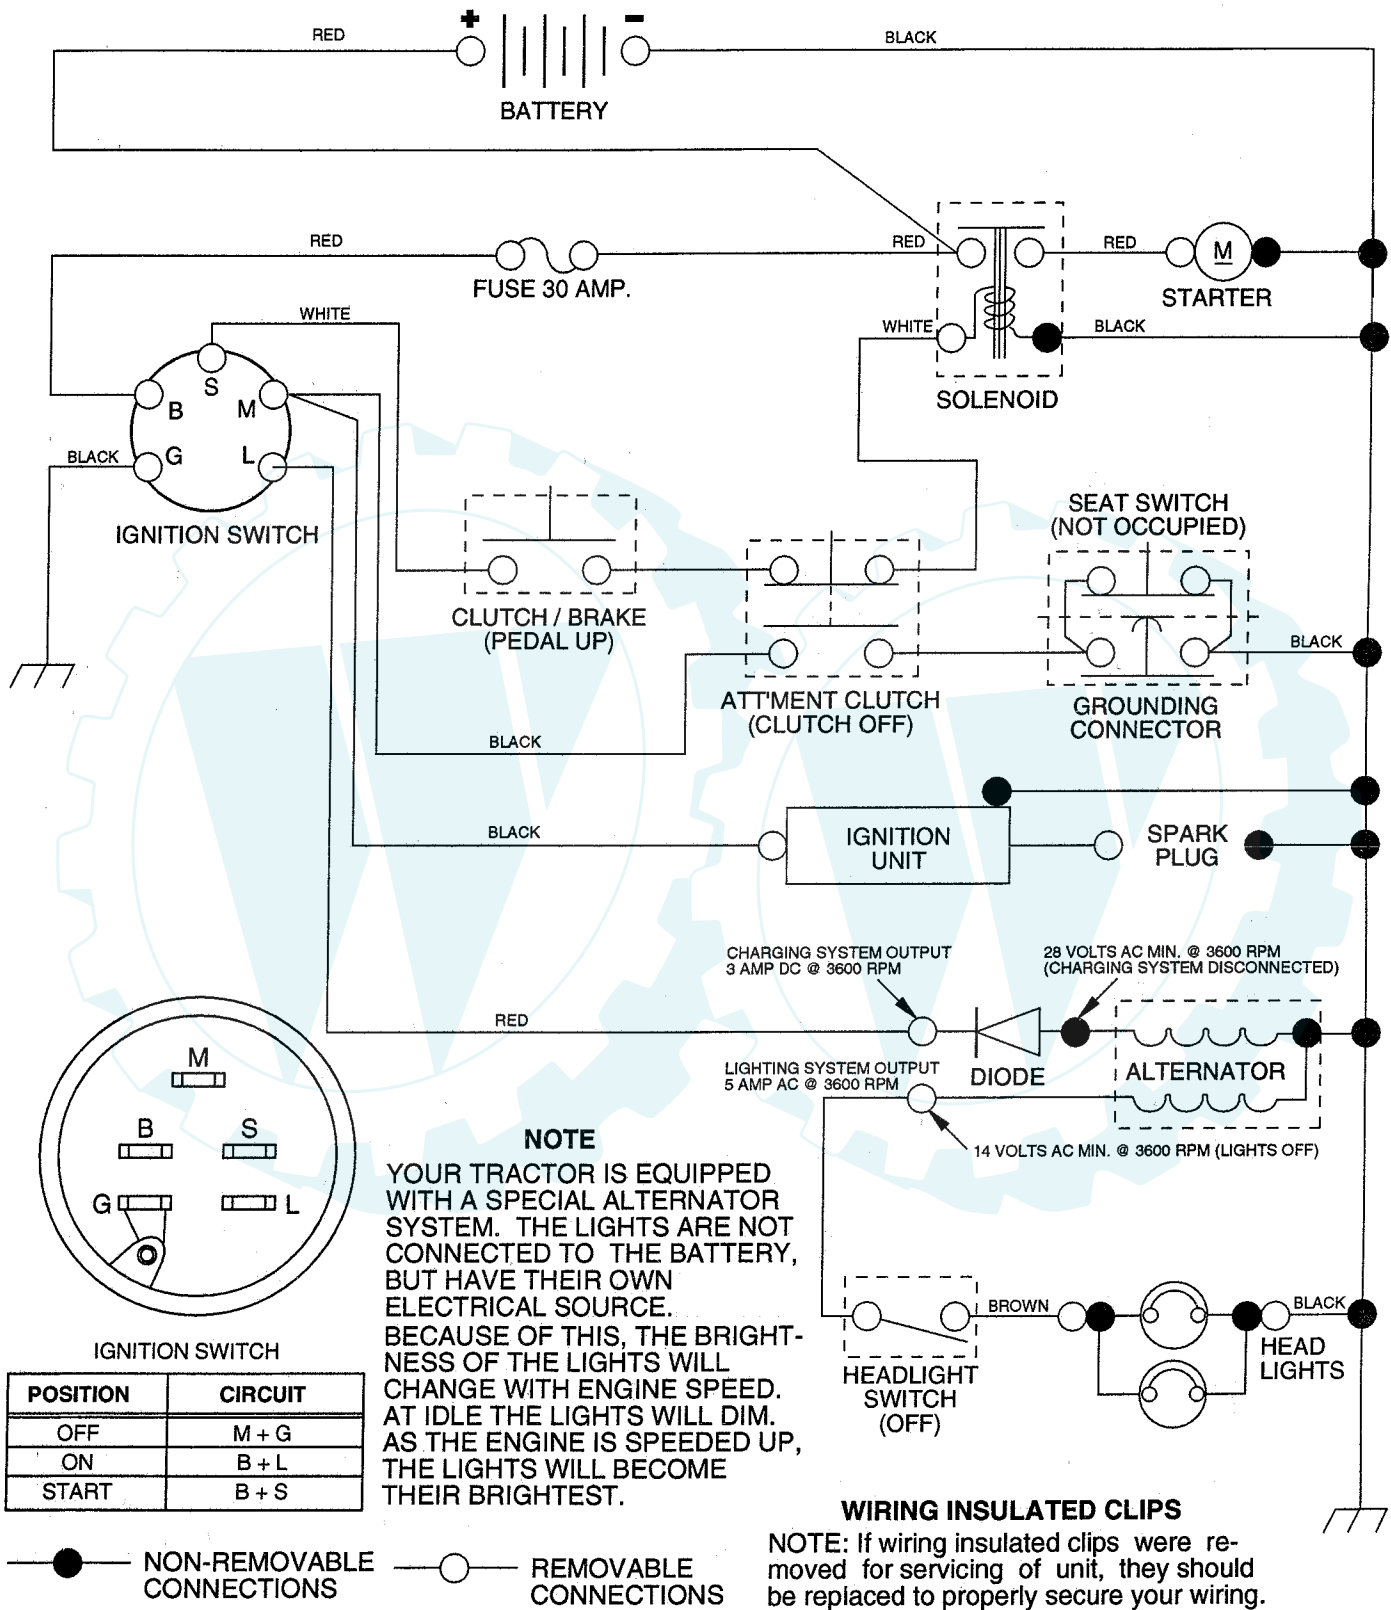 + -
RED
BLACK
BATTERY
RED
RED
RED
M
FUSE 30 AMP.
STARTER
WHITE
WHITE
BLACK
SOLENOID
S
B
M
BLACK
G
L
IGNITION SWITCH
SEAT SWITCH
(NOT OCCUPIED)
CLUTCH / BRAKE
(PEDAL UP)
BLACK
ATT'MENT CLUTCH
(CLUTCH OFF)
GROUNDING
CONNECTOR
BLACK
BLACK
IGNITION
UNIT
SPARK
PLUG
CHARGING SYSTEM OUTPUT
3 AMP DC @ 3600 RPM
28 VOLTS AC MIN. @ 3600 RPM
(CHARGING SYSTEM DISCONNECTED)
RED
LIGHTING SYSTEM OUTPUT
5 AMP AC @ 3600 RPM
DIODE
ALTERNATOR
14 VOLTS AC MIN. @ 3600 RPM (LIGHTS OFF)
M
B
S
G
L
IGNITION SWITCH
POSITION CIRCUIT
OFF M + G
ON B + L
START B + S
NOTE
YOUR TRACTOR IS EQUIPPED
WITH A SPECIAL ALTERNATOR
SYSTEM. THE LIGHTS ARE NOT
CONNECTED TO THE BATTERY,
BUT HAVE THEIR OWN
ELECTRICAL SOURCE.
BECAUSE OF THIS, THE BRIGHT-
NESS OF THE LIGHTS WILL
CHANGE WITH ENGINE SPEED.
AT IDLE THE LIGHTS WILL DIM.
AS THE ENGINE IS SPEEDED UP,
THE LIGHTS WILL BECOME
THEIR BRIGHTEST.
BROWN
BLACK
HEADLIGHT
SWITCH
(OFF)
HEAD
LIGHTS
WIRING INSULATED CLIPS
NOTE: If wiring insulated clips were re-
moved for servicing of unit, they should
be replaced to properly secure your wiring.
NON-REMOVABLE
CONNECTIONS
REMOVABLE
CONNECTIONS